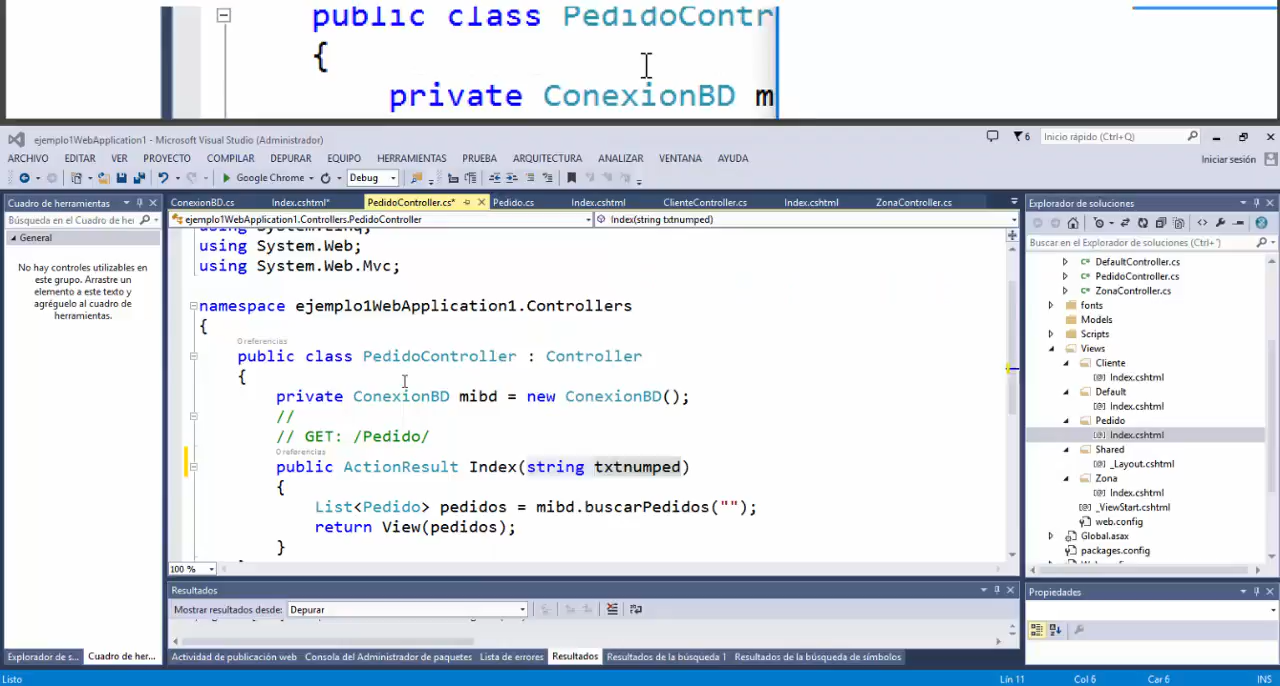 public class PedidoContr
{
private ConexionBD m
ejemplo1WebApplication1 - Microsoft Visual Studio (Administrador)
6
Inicio rápido (Ctrl+Q)
ARCHIVO EDITAR VER PROYECTO COMPILAR DEPURAR EQUIPO HERRAMIENTAS PRUEBA ARQUITECTURA ANALIZAR VENTANA AYUDA
Iniciar sesión
Google Chrome
Debug
Cuadro de herramientas
ConexionBD.cs Index.cshtml* PedidoController.cs* Pedido.cs Index.cshtml ClienteController.cs Index.cshtml ZonaController.cs
Explorador de soluciones
Búsqueda en el Cuadro de her
ejemplo1WebApplication1.Controllers.PedidoController
Index(string txtnumped)
General
Buscar en el Explorador de soluciones (Ctrl+')
No hay controles utilizables en
este grupo. Arrastre un
elemento a este texto y
agréguelo al cuadro de
herramientas.
using System.Linq;
using System.Web;
using System.Web.Mvc;
namespace ejemplo1WebApplication1.Controllers
{
0 referencias
public class PedidoController : Controller
{
private ConexionBD mibd = new ConexionBD();
//
// GET: /Pedido/
0 referencias
public ActionResult Index(string txtnumped)
{
List<Pedido> pedidos = mibd.buscarPedidos("");
return View(pedidos);
}
100 %
DefaultController.cs
PedidoController.cs
ZonaController.cs
fonts
Models
Scripts
Views
Cliente
Index.cshtml
Default
Index.cshtml
Pedido
Index.cshtml
Shared
_Layout.cshtml
Zona
Index.cshtml
_ViewStart.cshtml
web.config
Global.asax
packages.config
Resultados
Mostrar resultados desde: Depurar
Propiedades
Explorador de s... Cuadro de her...
Actividad de publicación web Consola del Administrador de paquetes Lista de errores Resultados Resultados de la búsqueda 1 Resultados de la búsqueda de símbolos
Listo
Lín 11 Col 6 Car 6 INS